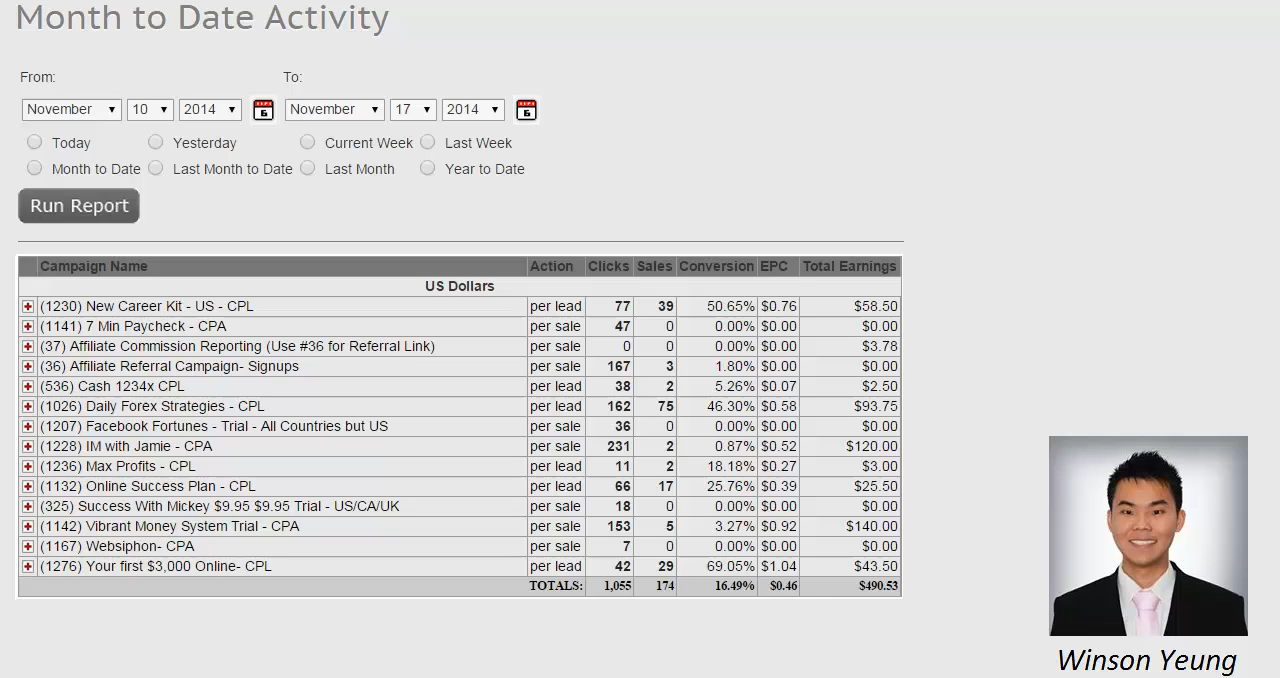 Month to Date Activity
From: To:
November 10 2014 November 17 2014
Today Yesterday Current Week Last Week
Month to Date Last Month to Date Last Month Year to Date
Run Report
Campaign Name Action Clicks Sales Conversion EPC Total Earnings
US Dollars
(1230) New Career Kit - US - CPL per lead 77 39 50.65% $0.76 $58.50
(1141) 7 Min Paycheck - CPA per sale 47 0 0.00% $0.00 $0.00
(37) Affiliate Commission Reporting (Use #36 for Referral Link) per sale 0 0 0.00% $0.00 $3.78
(36) Affiliate Referral Campaign- Signups per sale 167 3 1.80% $0.00 $0.00
(536) Cash 1234x CPL per lead 38 2 5.26% $0.07 $2.50
(1026) Daily Forex Strategies - CPL per lead 162 75 46.30% $0.58 $93.75
(1207) Facebook Fortunes - Trial - All Countries but US per sale 36 0 0.00% $0.00 $0.00
(1228) IM with Jamie - CPA per sale 231 2 0.87% $0.52 $120.00
(1236) Max Profits - CPL per lead 11 2 18.18% $0.27 $3.00
(1132) Online Success Plan - CPL per lead 66 17 25.76% $0.39 $25.50
(325) Success With Mickey $9.95 $9.95 Trial - US/CA/UK per sale 18 0 0.00% $0.00 $0.00
(1142) Vibrant Money System Trial - CPA per sale 153 5 3.27% $0.92 $140.00
(1167) Websiphon- CPA per sale 7 0 0.00% $0.00 $0.00
(1276) Your first $3,000 Online- CPL per lead 42 29 69.05% $1.04 $43.50
TOTALS: 1,055 174 16.49% $0.46 $490.53
Winson Yeung